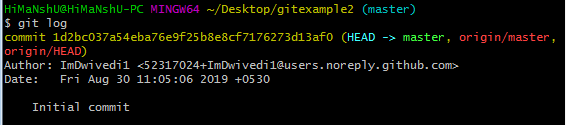 HiMaNshU@HiMaNshU-PC MINGW64 ~/Desktop/gitexample2 (master)
$ git log
commit 1d2bc037a54eba76e9f25b8e8cf7176273d13af0 (HEAD -> master, origin/master,
origin/HEAD)
Author: ImDwivedi1 <52317024+ImDwivedi1@users.noreply.github.com>
Date:   Fri Aug 30 11:05:06 2019 +0530
    Initial commit